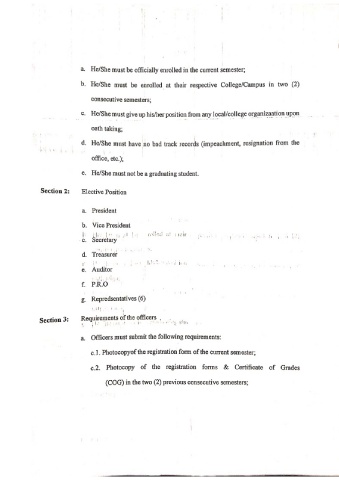 a. He/She must be officially enrolled in the current semester;
b. He/She must be enrolled at their respective College/Campus in two (2)
consecutive semesters;
c. He/She must give up his/her position from any local/college organization upon
oath taking;
d. He/She must have no bad track records (impeachment, resignation from the
office, etc.);
e. He/She must not be a graduating student.
Section 2: Elective Position
a. President
b. Vice President
c. Secretary
d. Treasurer
e. Auditor
f. P.R.O
g. Representatives (6)
Section 3: Requirements of the officers
a. Officers must submit the following requirements:
c.1. Photocopyof the registration form of the current semester;
c.2. Photocopy of the registration forms & Certificate of Grades
(COG) in the two (2) previous consecutive semesters;